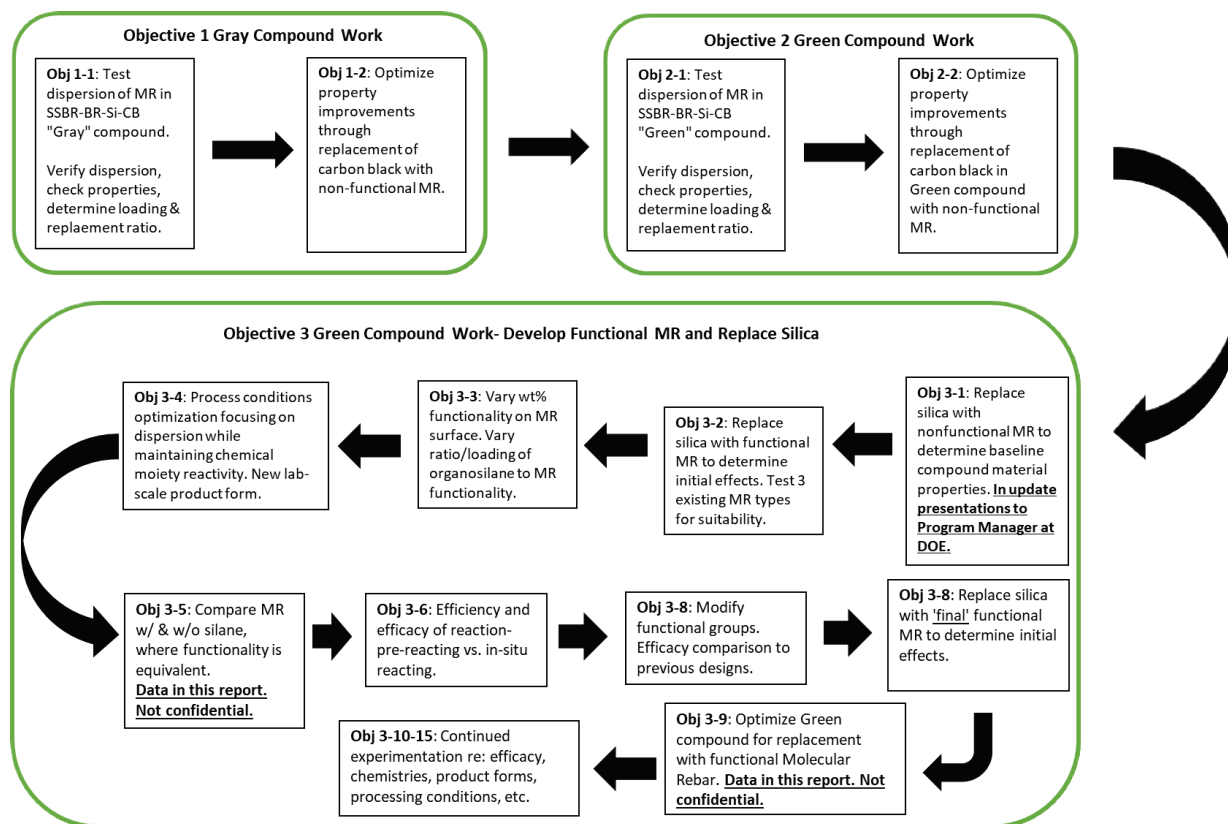 Objective 1 Gray Compound Work
Obj 1-1: Test
dispersion of MR in
SSBR-BR-Si-CB
"Gray" compound.
Verify dispersion,
check properties,
determine loading &
replaement ratio.
Obj 1-2: Optimize
property
improvements
through
replacement of
carbon black with
non-functional MR.
Objective 2 Green Compound Work
Obj 2-1: Test
dispersion of MR in
SSBR-BR-Si-CB
"Green" compound.
Verify dispersion,
check properties,
determine loading &
replaement ratio.
Obj 2-2: Optimize
property
improvements
through
replacement of
carbon black in
Green compound
with non-functional
MR.
Objective 3 Green Compound Work- Develop Functional MR and Replace Silica
Obj 3-1: Replace
silica with
nonfunctional MR to
determine baseline
compound material
properties. In update
presentations to
Program Manager at
DOE.
Obj 3-2: Replace
silica with functional
MR to determine
initial effects. Test 3
existing MR types
for suitability.
Obj 3-3: Vary wt%
functionality on MR
surface. Vary
ratio/loading of
organosilane to MR
functionality.
Obj 3-4: Process conditions
optimization focusing on
dispersion while
maintaining chemical
moiety reactivity. New lab-
scale product form.
Obj 3-5: Compare MR
w/ & w/o silane,
where functionality is
equivalent.
Data in this report.
Not confidential.
Obj 3-6: Efficiency and
efficacy of reaction-
pre-reacting vs. in-situ
reacting.
Obj 3-8: Modify
functional groups.
Efficacy comparison to
previous designs.
Obj 3-8: Replace silica
with 'final' functional
MR to determine initial
effects.
Obj 3-9: Optimize Green
compound for replacement
with functional Molecular
Rebar. Data in this report. Not
confidential.
Obj 3-10-15: Continued
experimentation re: efficacy,
chemistries, product forms,
processing conditions, etc.